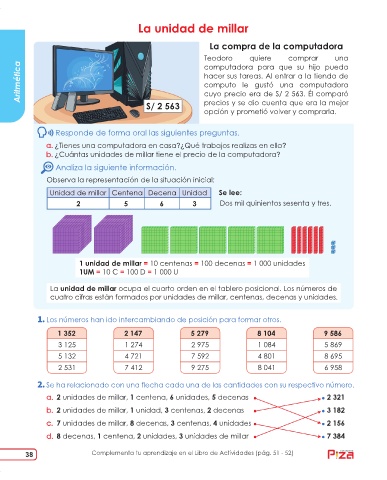 La unidad de millar
Aritmética
La compra de la computadora
Teodoro quiere comprar una
computadora para que su hijo pueda
hacer sus tareas. Al entrar a la tienda de
computo le gustó una computadora
cuyo precio era de S/ 2 563. Él comparó
precios y se dio cuenta que era la mejor
opción y prometió volver y comprarla.
S/ 2 563
Responde de forma oral las siguientes preguntas.
a. ¿Tienes una computadora en casa?¿Qué trabajos realizas en ella?
b. ¿Cuántas unidades de millar tiene el precio de la computadora?
Analiza la siguiente información.
Observa la representación de la situación inicial:
Unidad de millar Centena Decena Unidad Se lee:
2 5 6 3 Dos mil quinientos sesenta y tres.
1 unidad de millar = 10 centenas = 100 decenas = 1 000 unidades
1UM = 10 C = 100 D = 1 000 U
La unidad de millar ocupa el cuarto orden en el tablero posicional. Los números de
cuatro cifras están formados por unidades de millar, centenas, decenas y unidades.
1. Los números han ido intercambiando de posición para formar otros.
1 352 2 147 5 279 8 104 9 586
3 125 1 274 2 975 1 084 5 869
5 132 4 721 7 592 4 801 8 695
2 531 7 412 9 275 8 041 6 958
2. Se ha relacionado con una flecha cada una de las cantidades con su respectivo número.
a. 2 unidades de millar, 1 centena, 6 unidades, 5 decenas 2 321
b. 2 unidades de millar, 1 unidad, 3 centenas, 2 decenas 3 182
c. 7 unidades de millar, 8 decenas, 3 centenas, 4 unidades 2 156
d. 8 decenas, 1 centena, 2 unidades, 3 unidades de millar 7 384
38 Complementa tu aprendizaje en el Libro de Actividades (pág. 51 - 52)